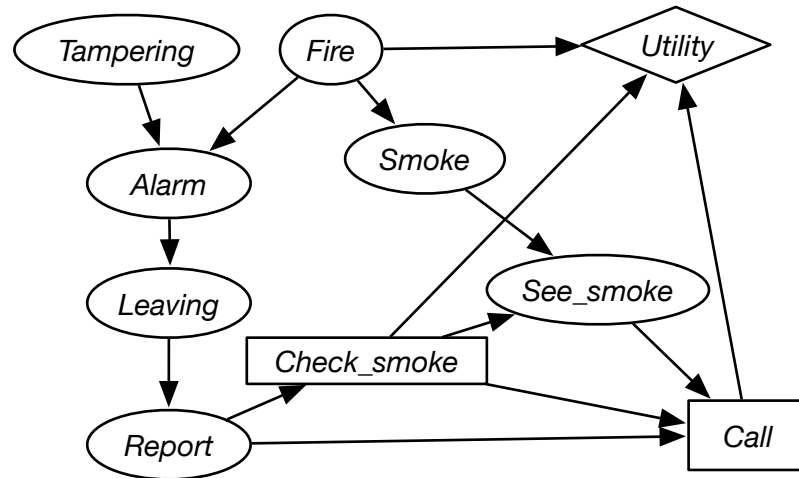 Tampering
Fire
Utility
Smoke
Alarm
Leaving
See_smoke
Check_smoke
Report
Call